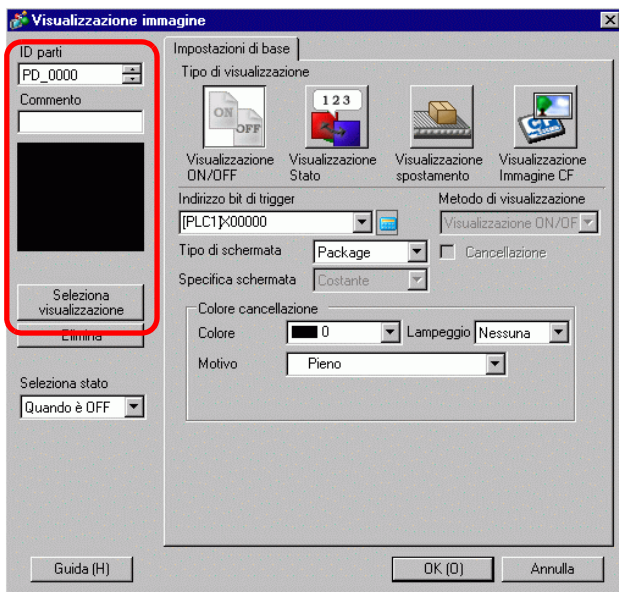 Visualizzazione immagine
ID parti
PD_0000
Commento
Seleziona
visualizzazione
Elimina
Seleziona stato
Quando è OFF
Impostazioni di base
Tipo di visualizzazione
ON
OFF
1 2 3
Visualizzazione
ON/OFF
Visualizzazione
Stato
Visualizzazione
spostamento
Visualizzazione
Immagine CF
Indirizzo bit di trigger
[PLC1]X00000
Metodo di visualizzazione
Visualizzazione ON/OF
Tipo di schermata
Package
Cancellazione
Specifica schermata
Costante
Colore cancellazione
Colore
0
Lampeggio
Nessuna
Motivo
Pieno
Guida (H)
OK (O)
Annulla